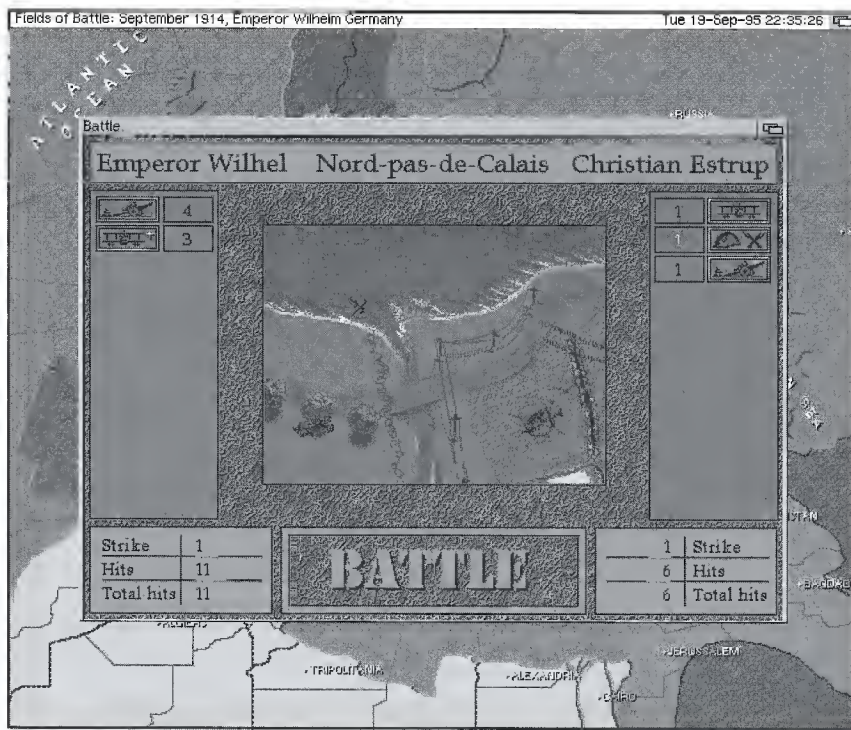 Fields of Battle: September 1914, Emperor Wilhelm Germany Tue 19-Sep-95 22:35:26
ATLANTIC
OCEAN
RUSSIA
Battle.
Emperor Wilhel Nord-pas-de-Calais Christian Estrup
4 1
3 1
1
Strike 1 1 Strike
Hits 11 6 Hits
Total hits 11 6 Total hits
BATTLE
ALGIERS
JERUSSALEM
TRIPOLITANIA
ALEXANDRIA
CAIRO